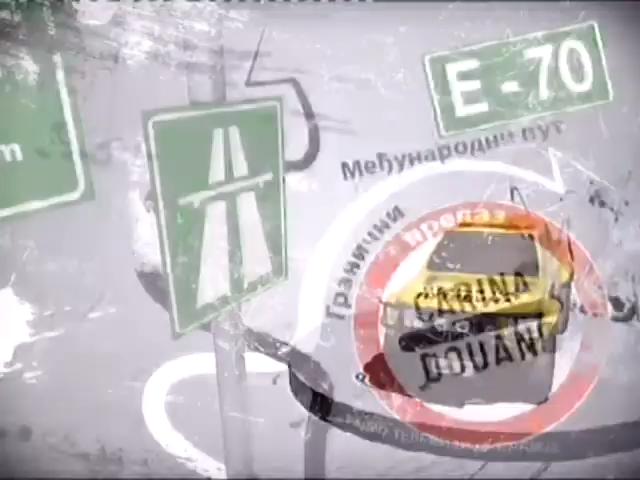 E-70
m
Међународни пут
Гранични
прелаз
CARINA
DOUANE